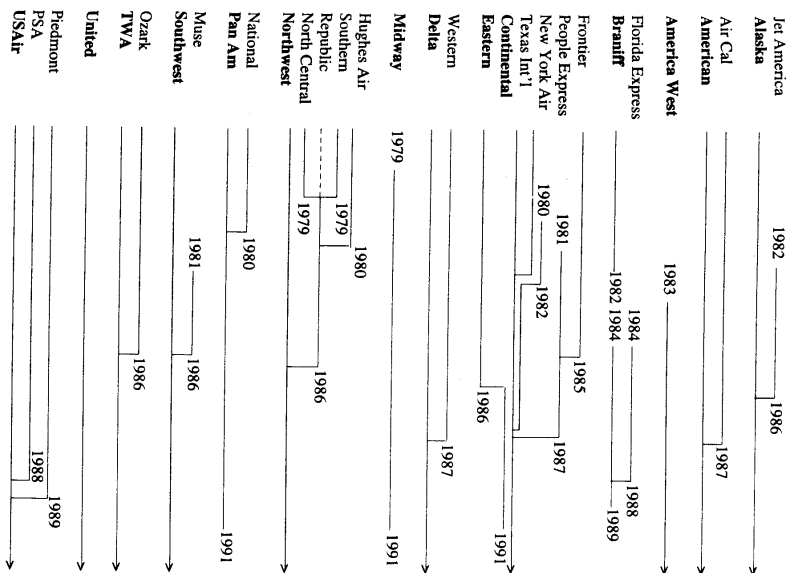 Jet America 1982 1986
Alaska
Air Cal 1987
American
America West 1983
Florida Express 1984 1988
Braniff 1982 1984 1989
Frontier 1985
People Express 1981 1987
New York Air 1980 1982
Texas Int'l
Continental 1991
Eastern 1986
Western 1987
Delta
Midway 1979 1991
Hughes Air 1980
Southern 1979
Republic 1986
North Central 1979
Northwest
National 1980
Pan Am 1991
Muse 1981 1986
Southwest
Ozark 1986
TWA
United
Piedmont 1989
PSA 1988
USAir